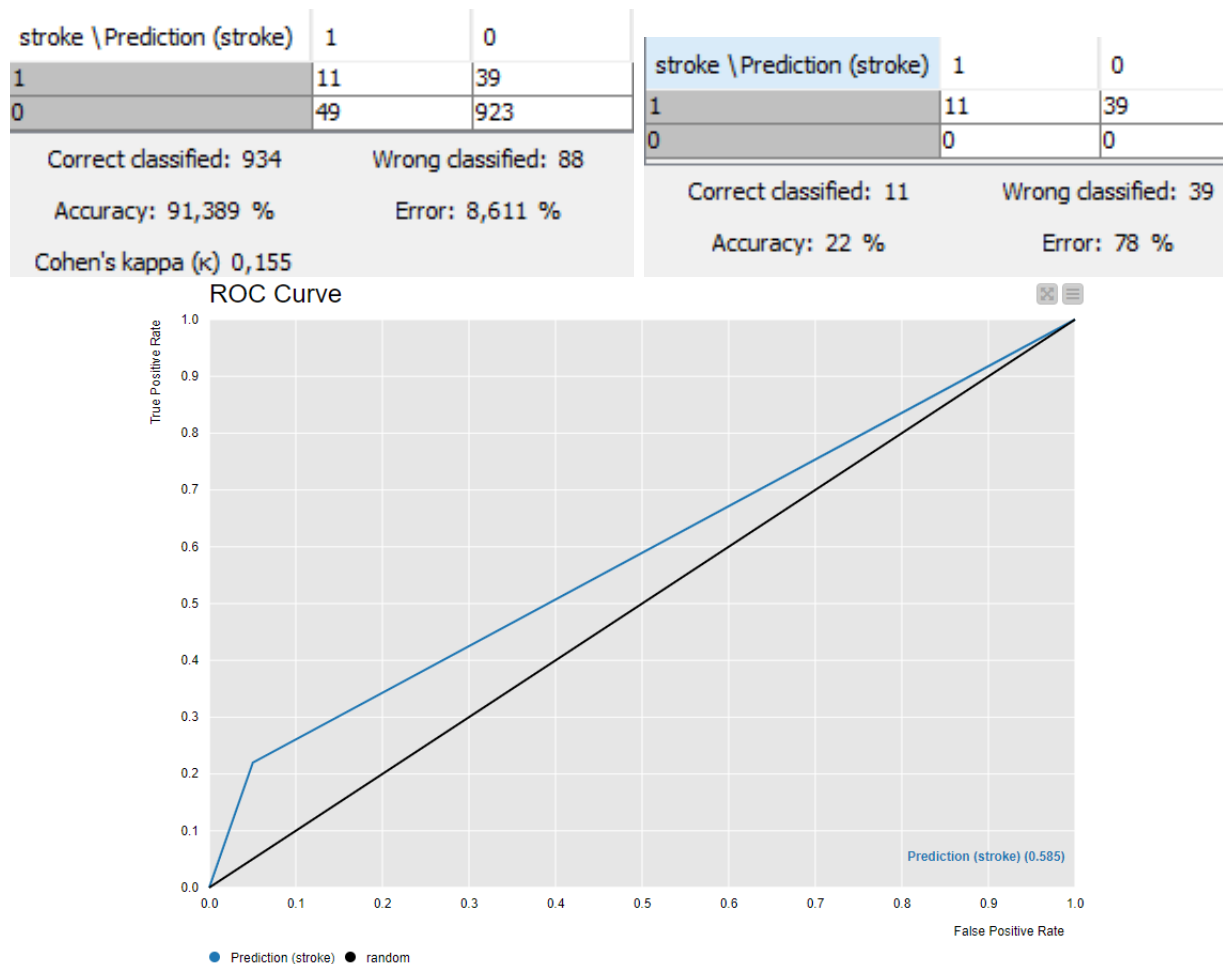 stroke \ Prediction (stroke) 1 0
1 11 39
0 49 923
Correct classified: 934 Wrong classified: 88
Accuracy: 91,389 % Error: 8,611 %
Cohen's kappa (κ) 0,155
stroke \ Prediction (stroke) 1 0
1 11 39
0 0 0
Correct classified: 11 Wrong classified: 39
Accuracy: 22 % Error: 78 %
ROC Curve
True Positive Rate
1.0
0.9
0.8
0.7
0.6
0.5
0.4
0.3
0.2
0.1
0.0
Prediction (stroke) (0.585)
0.0 0.1 0.2 0.3 0.4 0.5 0.6 0.7 0.8 0.9 1.0
False Positive Rate
Prediction (stroke) random